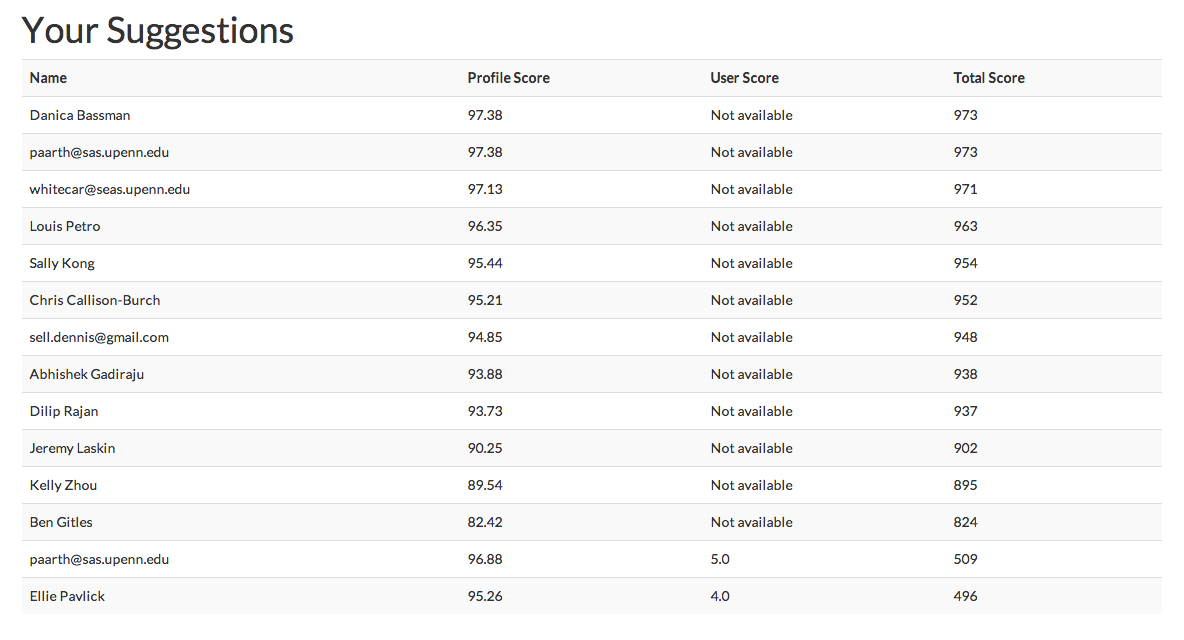 Your Suggestions
Name Profile Score User Score Total Score
Danica Bassman 97.38 Not available 973
paarth@sas.upenn.edu 97.38 Not available 973
whitecar@seas.upenn.edu 97.13 Not available 971
Louis Petro 96.35 Not available 963
Sally Kong 95.44 Not available 954
Chris Callison-Burch 95.21 Not available 952
sell.dennis@gmail.com 94.85 Not available 948
Abhishek Gadiraju 93.88 Not available 938
Dilip Rajan 93.73 Not available 937
Jeremy Laskin 90.25 Not available 902
Kelly Zhou 89.54 Not available 895
Ben Gitles 82.42 Not available 824
paarth@sas.upenn.edu 96.88 5.0 509
Ellie Pavlick 95.26 4.0 496